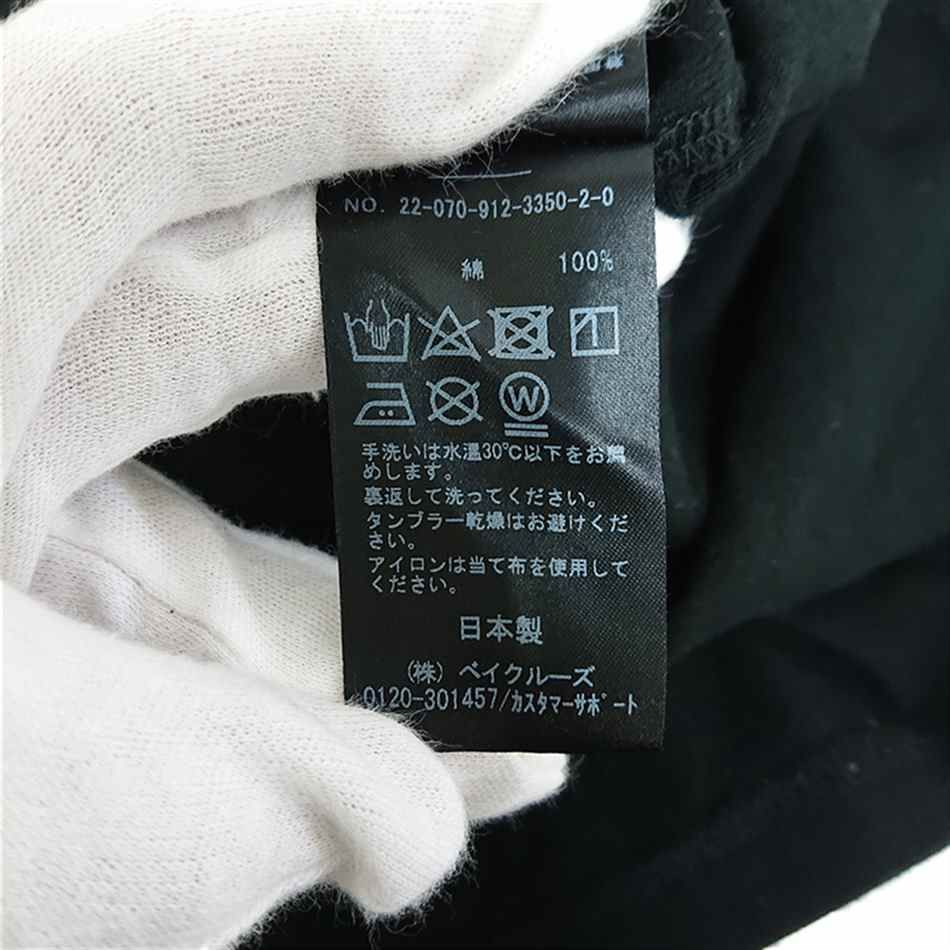 NO. 22-070-912-3350-2-0
綿 100%
W
手洗いは水温30℃以下をお勧
めします。
裏返して洗ってください。
タンブラー乾燥はお避けくだ
さい。
アイロンは当て布を使用して
ください。
日本製
(株) ベイクルーズ
0120-301457/カスタマーサポート